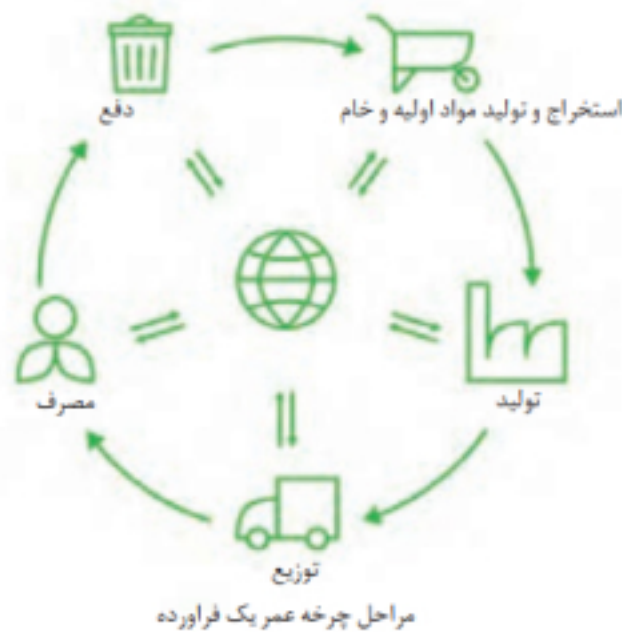 استخراج و تولید مواد اولیه و خام
دفع
تولید
مصرف
توزیع
مراحل چرخه عمر یک فراورده